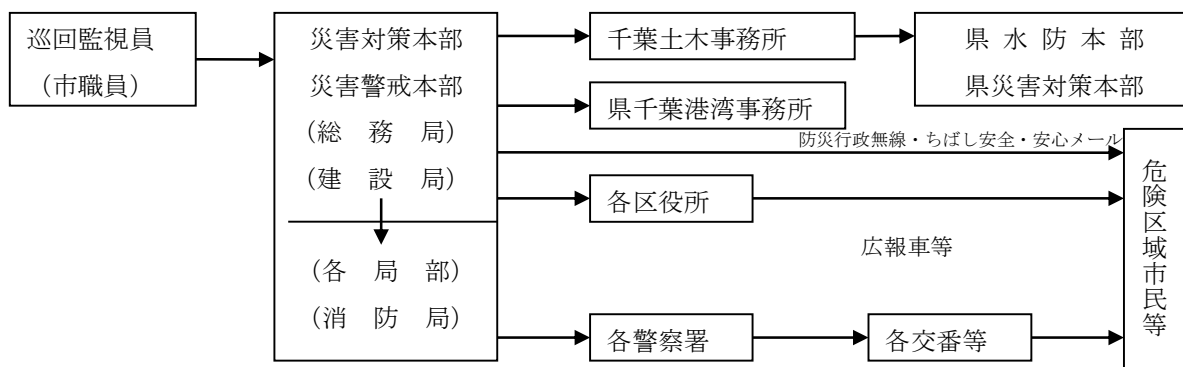 巡回監視員
(市職員)
災害対策本部
災害警戒本部
(総務局)
(建設局)
(各局部)
(消防局)
千葉土木事務所
県水防本部
県災害対策本部
県千葉港湾事務所
防災行政無線・ちばし安全・安心メール
各区役所
広報車等
各警察署
各交番等
危険区域市民等